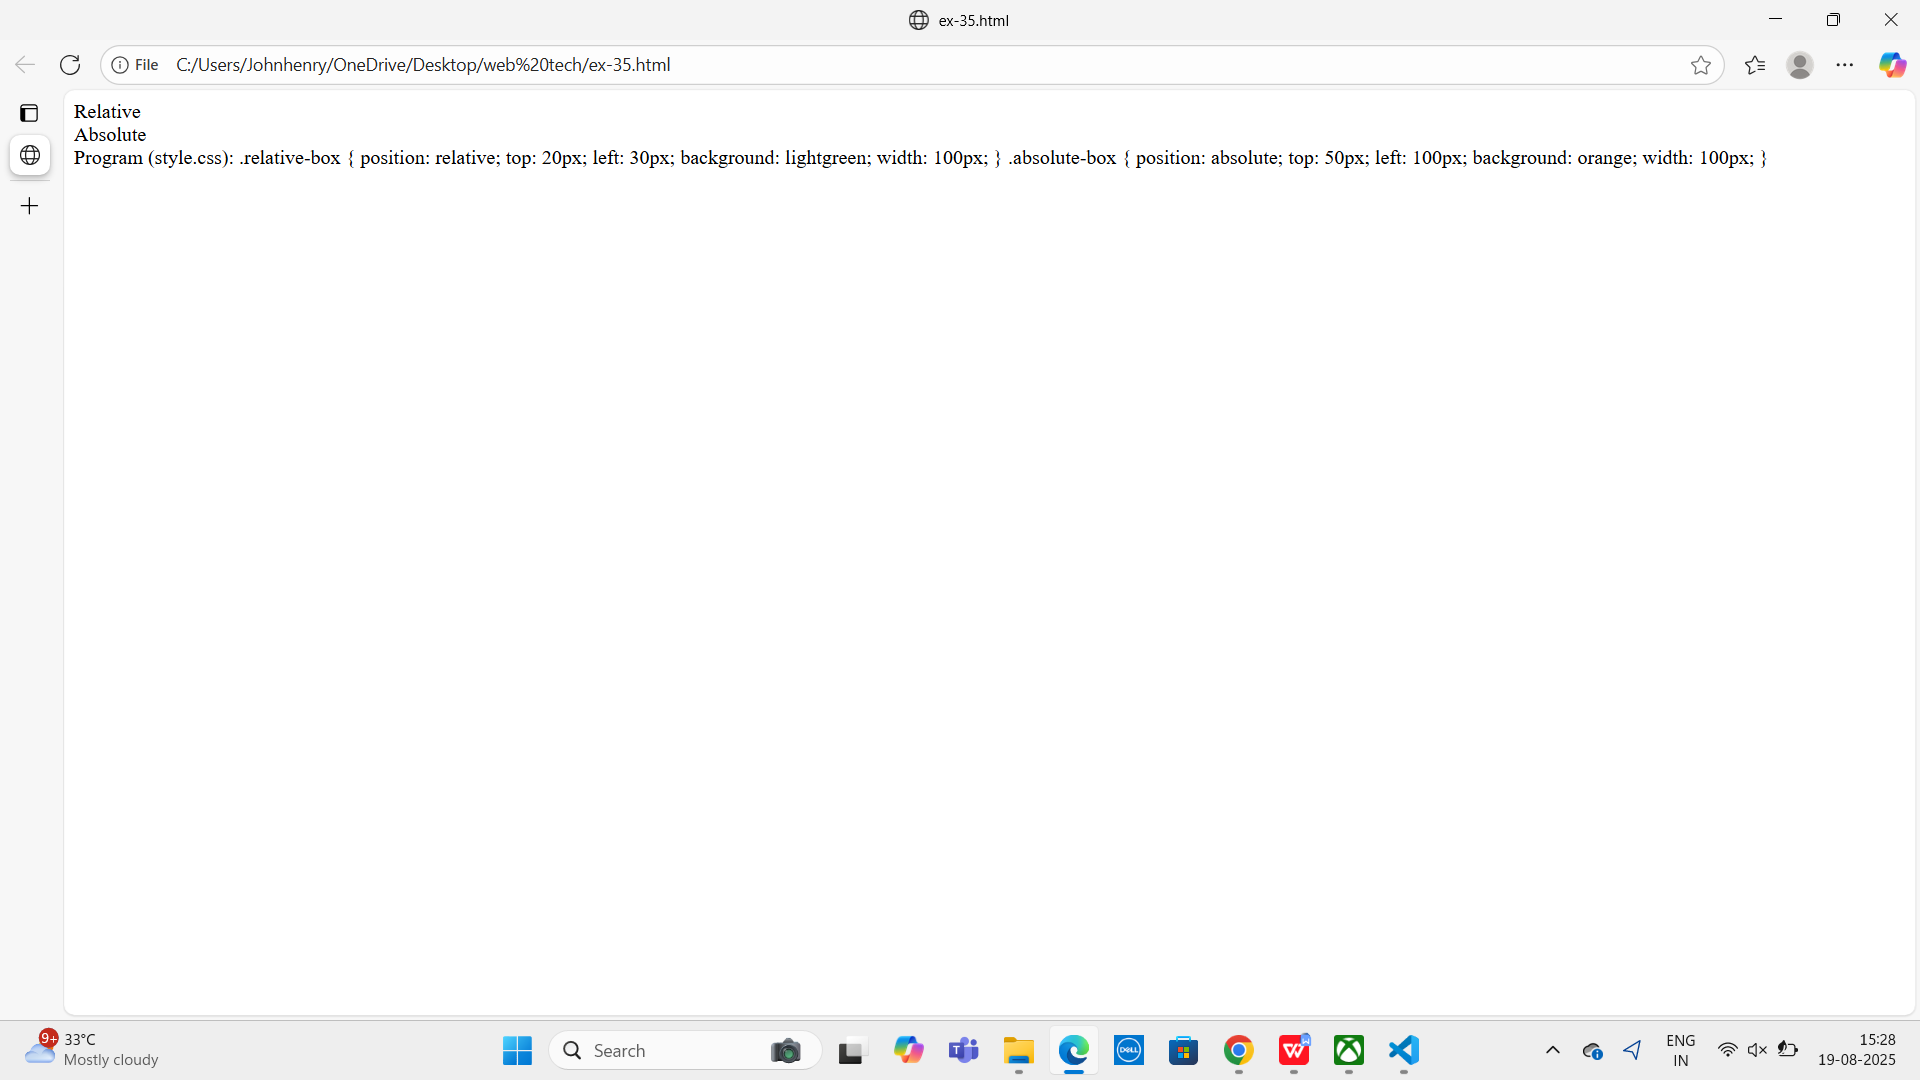 ex-35.html
File C:/Users/Johnhenry/OneDrive/Desktop/web%20tech/ex-35.html
Relative
Absolute
Program (style.css): .relative-box { position: relative; top: 20px; left: 30px; background: lightgreen; width: 100px; } .absolute-box { position: absolute; top: 50px; left: 100px; background: orange; width: 100px; }
9+
33°C
Mostly cloudy
Search
DELL
W
ENG
IN
15:28
19-08-2025